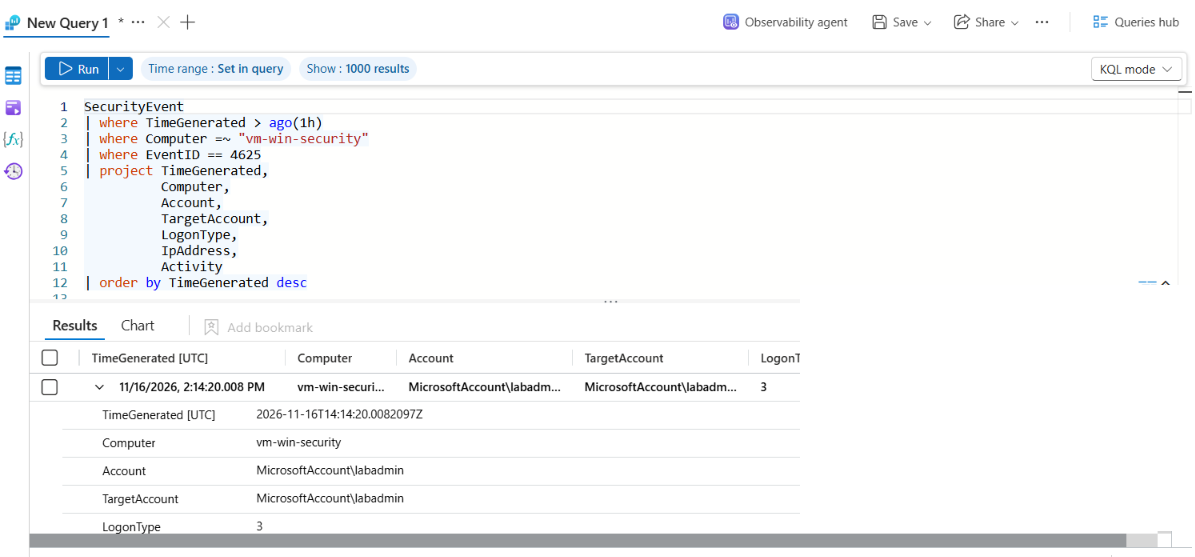 New Query 1 * ...
Observability agent Save Share ... Queries hub
Run Time range : Set in query Show : 1000 results KQL mode
1 SecurityEvent
2 | where TimeGenerated > ago(1h)
3 | where Computer =~ "vm-win-security"
4 | where EventID == 4625
5 | project TimeGenerated,
6 Computer,
7 Account,
8 TargetAccount,
9 LogonType,
10 IpAddress,
11 Activity
12 | order by TimeGenerated desc
13
Results Chart Add bookmark
TimeGenerated [UTC] Computer Account TargetAccount LogonT
11/16/2026, 2:14:20.008 PM vm-win-securi... MicrosoftAccount\labadm... MicrosoftAccount\labadm... 3
TimeGenerated [UTC] 2026-11-16T14:14:20.0082097Z
Computer vm-win-security
Account MicrosoftAccount\labadmin
TargetAccount MicrosoftAccount\labadmin
LogonType 3